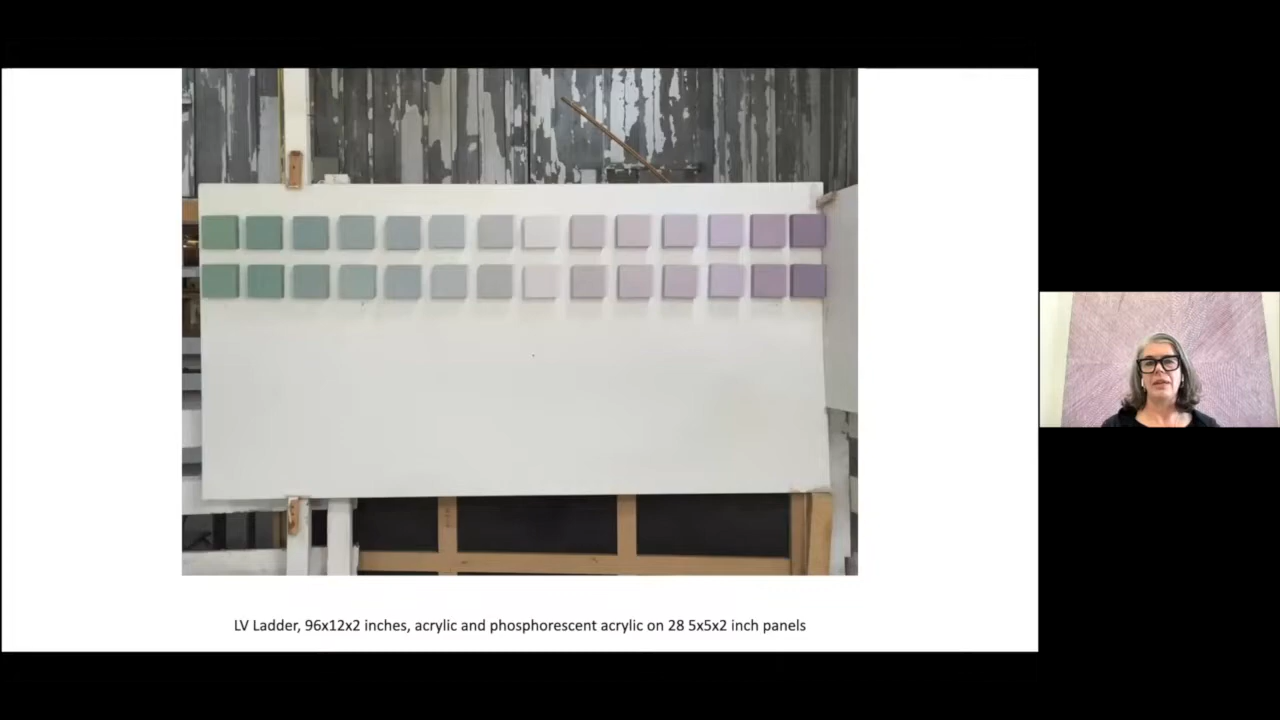 LV Ladder, 96x12x2 inches, acrylic and phosphorescent acrylic on 28 5x5x2 inch panels